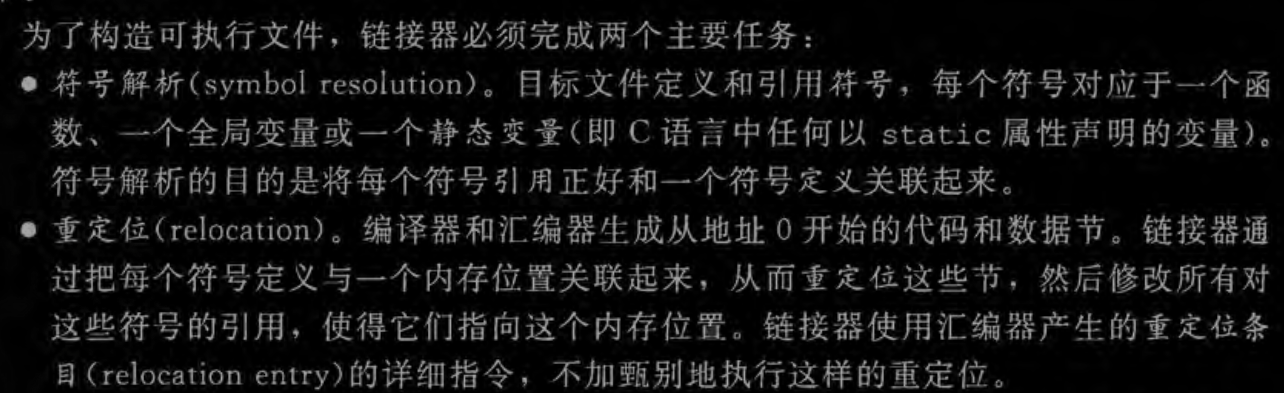 为了构造可执行文件，链接器必须完成两个主要任务：
● 符号解析(symbol resolution)。目标文件定义和引用符号，每个符号对应于一个函
数、一个全局变量或一个静态变量(即 C 语言中任何以 static 属性声明的变量)。
符号解析的目的是将每个符号引用正好和一个符号定义关联起来。
● 重定位(relocation)。编译器和汇编器生成从地址 0 开始的代码和数据节。链接器通
过把每个符号定义与一个内存位置关联起来，从而重定位这些节，然后修改所有对
这些符号的引用，使得它们指向这个内存位置。链接器使用汇编器产生的重定位条
目(relocation entry)的详细指令，不加甄别地执行这样的重定位。